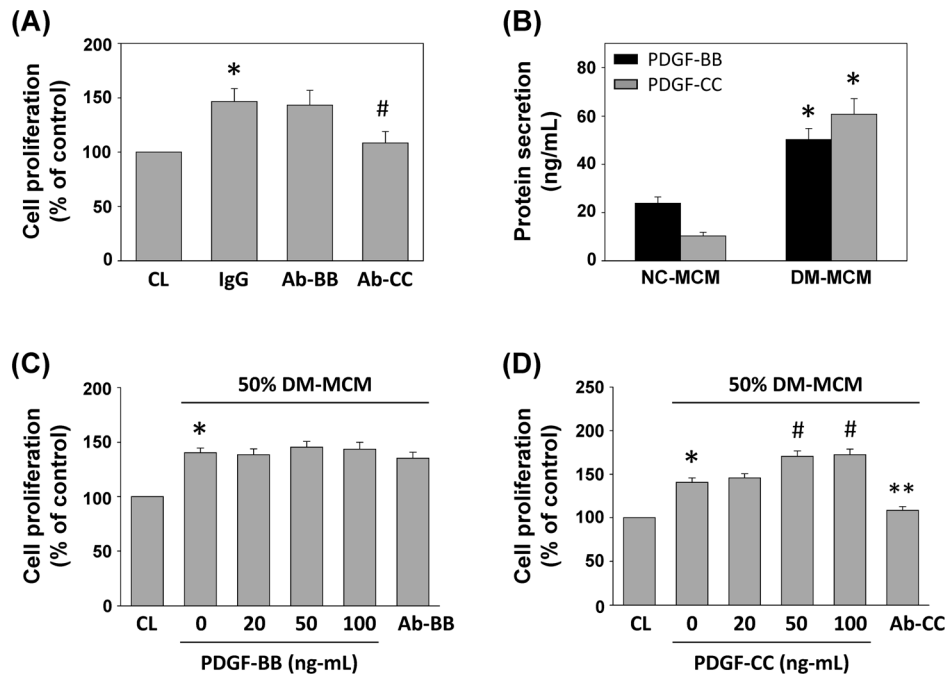 (A)
Cell proliferation
(% of control)
200
150
100
50
0
*
#
CL IgG Ab-BB Ab-CC
(B)
Protein secretion
(ng/mL)
80
60
40
20
0
PDGF-BB
PDGF-CC
*
*
NC-MCM DM-MCM
(C)
Cell proliferation
(% of control)
200
150
100
50
0
50% DM-MCM
*
CL 0 20 50 100 Ab-BB
PDGF-BB (ng-mL)
(D)
Cell proliferation
(% of control)
250
200
150
100
50
0
50% DM-MCM
*
#
#
**
CL 0 20 50 100 Ab-CC
PDGF-CC (ng-mL)